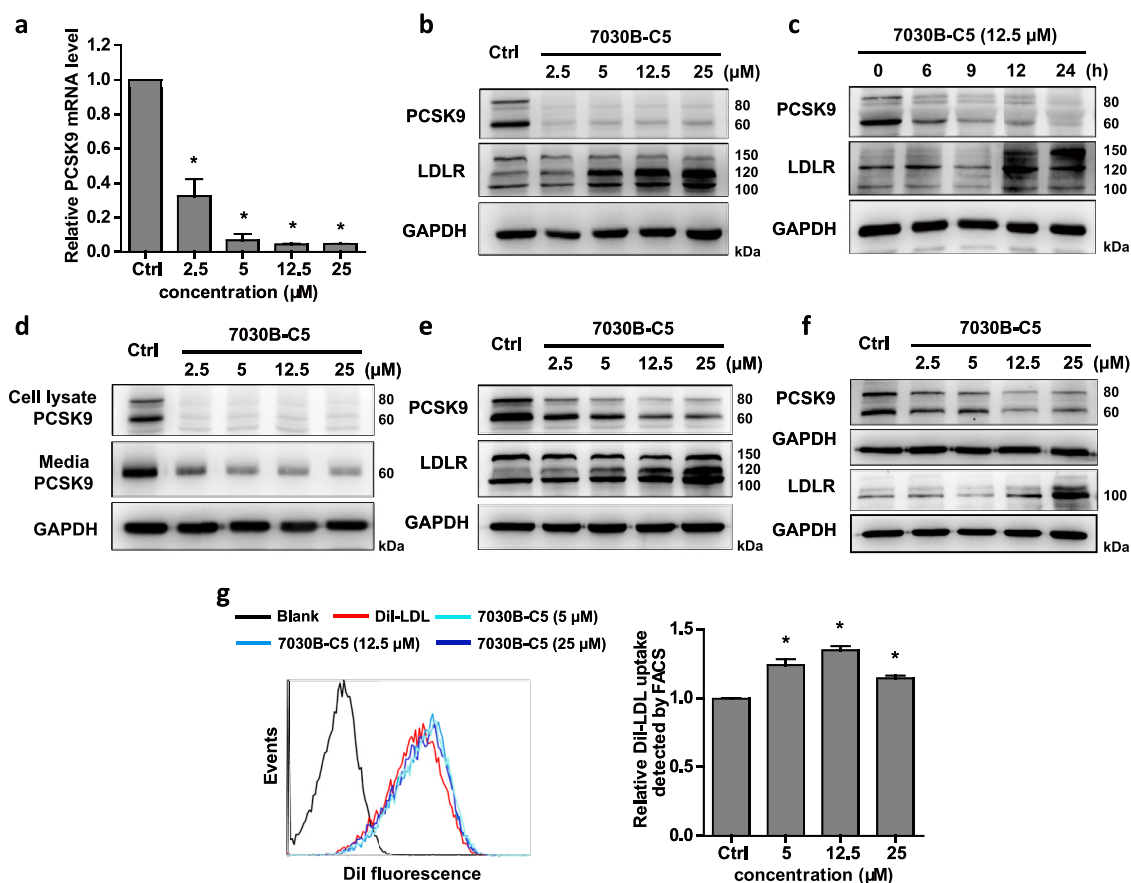 a
Relative PCSK9 mRNA level
1.2
1.0
0.8
0.6
0.4
0.2
0.0
*
*
*
*
Ctrl
2.5
5
12.5
25
concentration (µM)
b
7030B-C5
Ctrl
2.5 5 12.5 25 (µM)
PCSK9
80
60
LDLR
150
120
100
GAPDH
kDa
c
7030B-C5 (12.5 µM)
0 6 9 12 24 (h)
PCSK9
80
60
LDLR
150
120
100
GAPDH
kDa
d
7030B-C5
Ctrl
2.5 5 12.5 25 (µM)
Cell lysate
PCSK9
80
60
Media
PCSK9
60
GAPDH
kDa
e
7030B-C5
Ctrl
2.5 5 12.5 25 (µM)
PCSK9
80
60
LDLR
150
120
100
GAPDH
kDa
f
7030B-C5
Ctrl
2.5 5 12.5 25 (µM)
PCSK9
80
60
GAPDH
LDLR
100
GAPDH
kDa
g
Blank Dil-LDL 7030B-C5 (5 µM)
7030B-C5 (12.5 µM) 7030B-C5 (25 µM)
Events
Dil fluorescence
Relative Dil-LDL uptake
detected by FACS
1.5
1.0
0.5
0.0
*
*
*
Ctrl 5 12.5 25
concentration (µM)